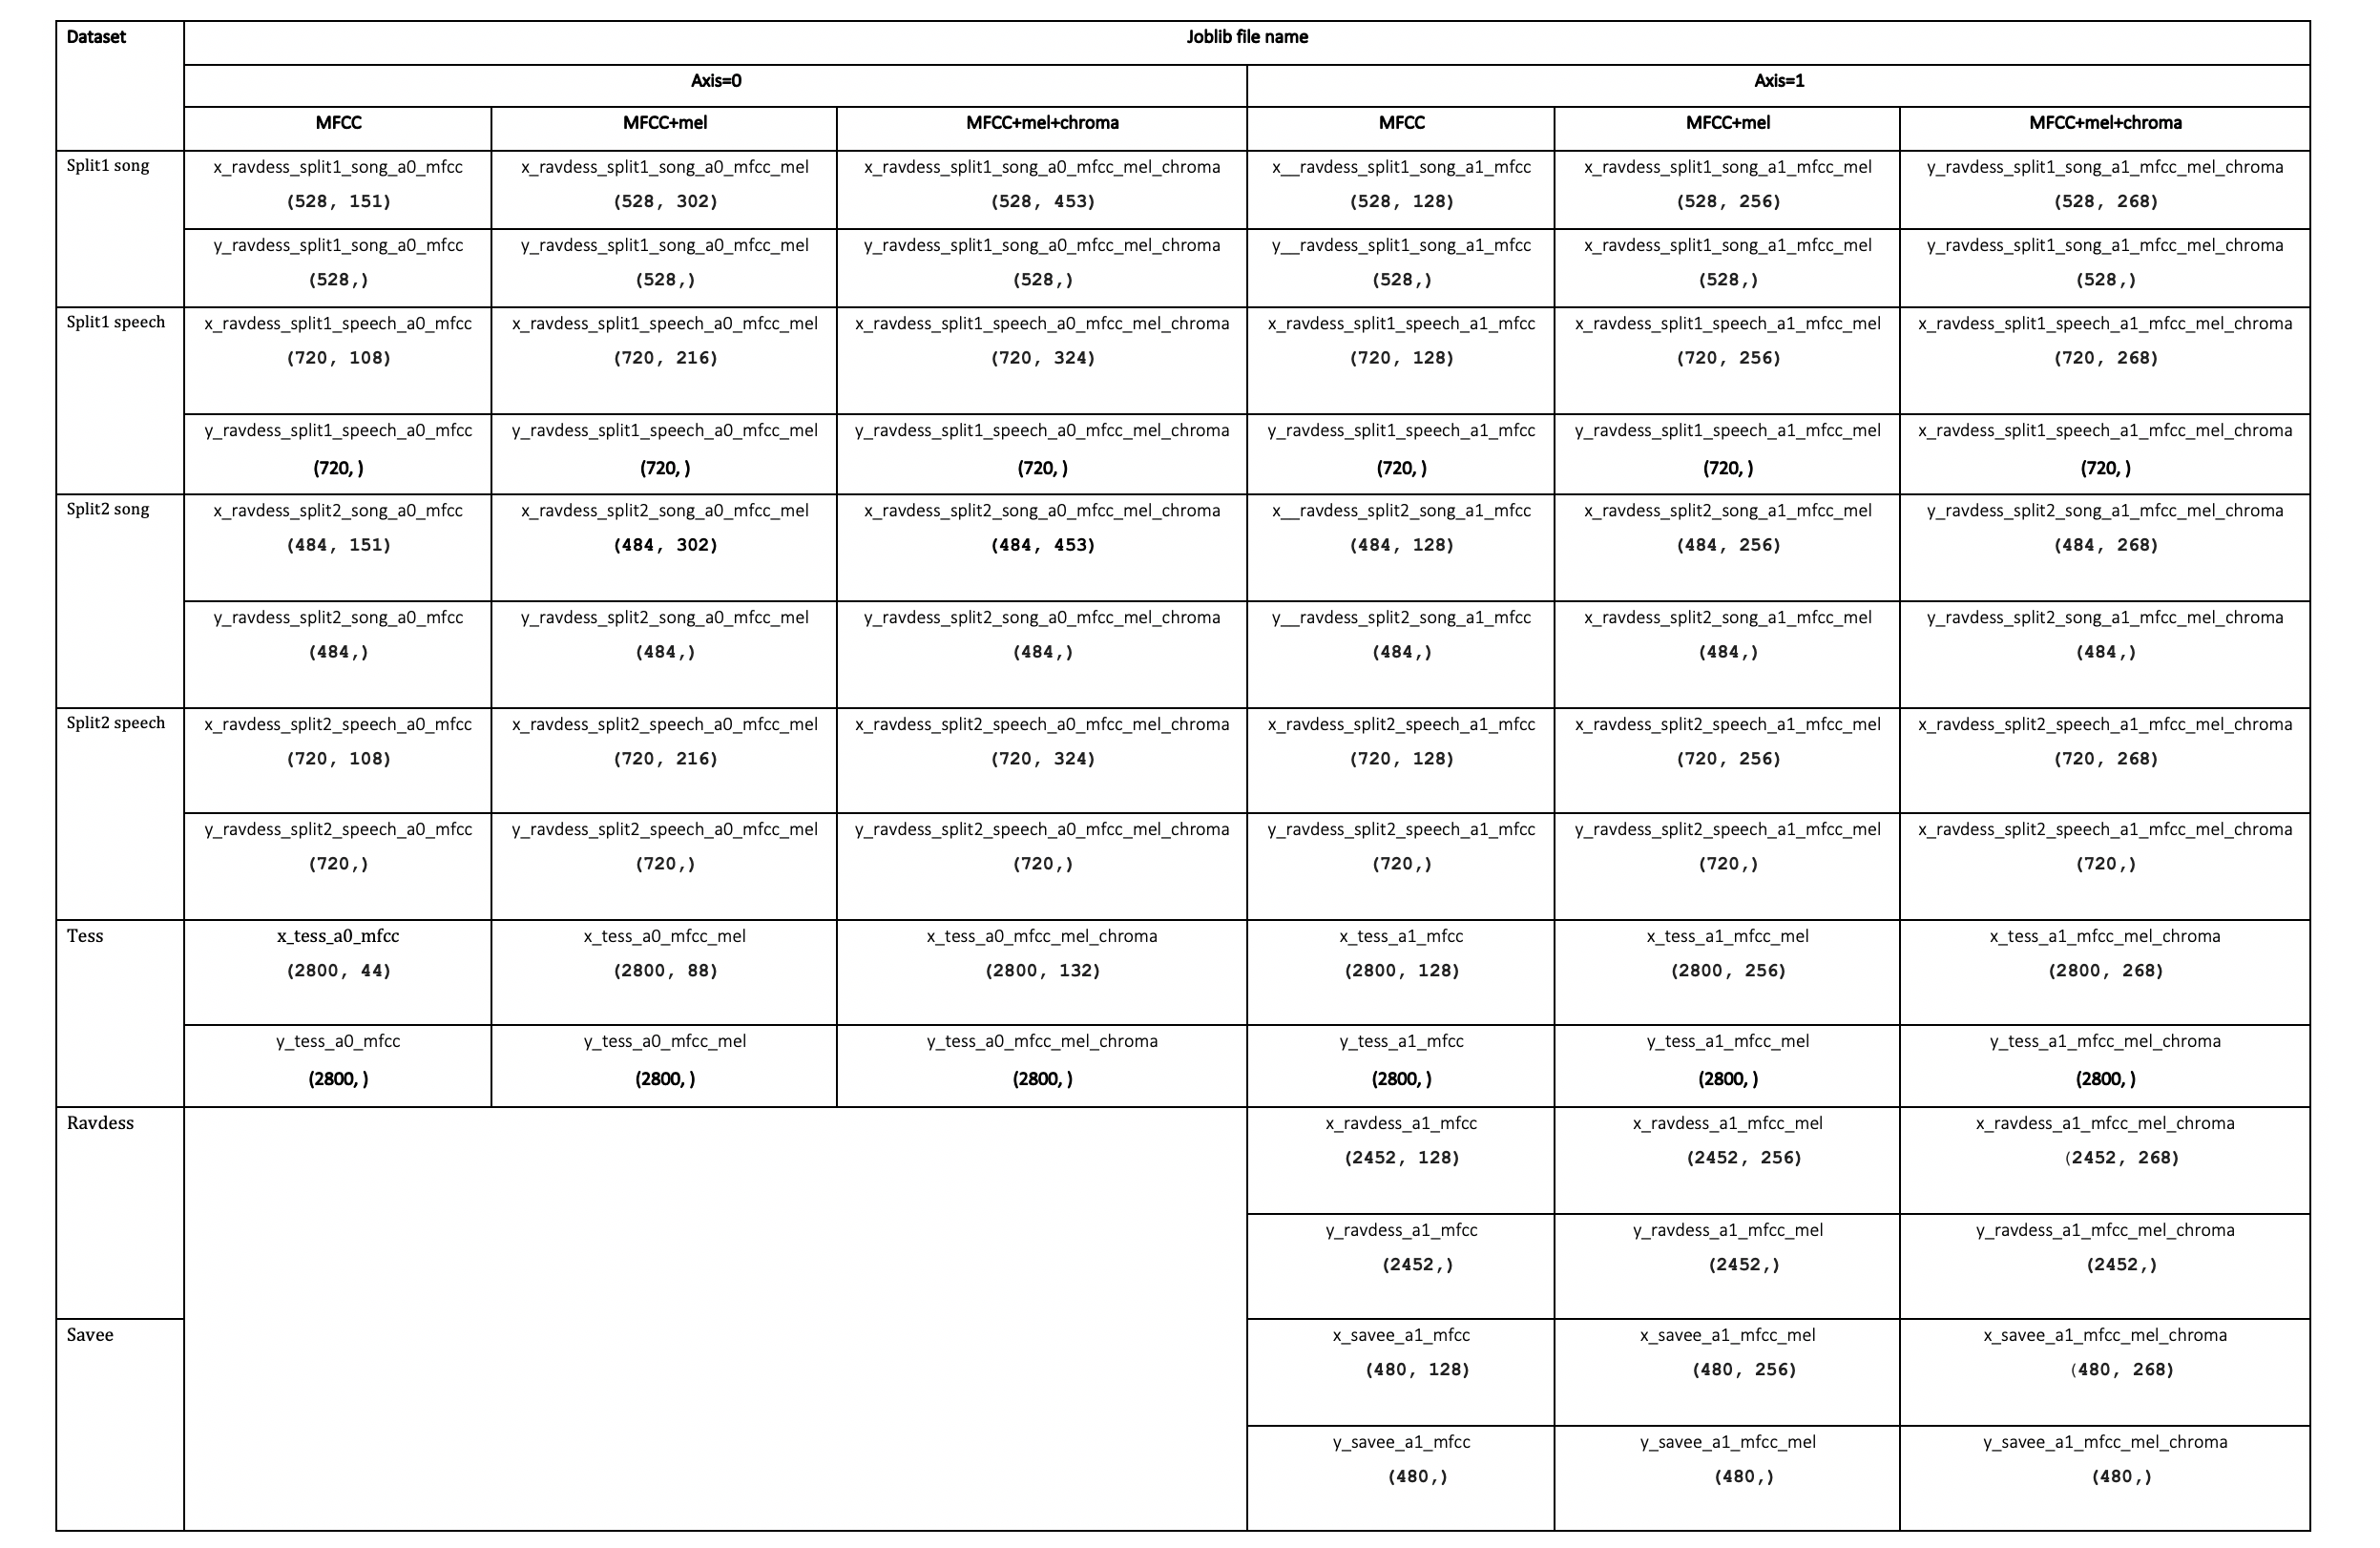 Dataset Joblib file name
Axis=0 Axis=1
MFCC MFCC+mel MFCC+mel+chroma MFCC MFCC+mel MFCC+mel+chroma
Split1 song x_ravdess_split1_song_a0_mfcc x_ravdess_split1_song_a0_mfcc_mel x_ravdess_split1_song_a0_mfcc_mel_chroma x__ravdess_split1_song_a1_mfcc x_ravdess_split1_song_a1_mfcc_mel y_ravdess_split1_song_a1_mfcc_mel_chroma
(528, 151) (528, 302) (528, 453) (528, 128) (528, 256) (528, 268)
y_ravdess_split1_song_a0_mfcc y_ravdess_split1_song_a0_mfcc_mel y_ravdess_split1_song_a0_mfcc_mel_chroma y__ravdess_split1_song_a1_mfcc x_ravdess_split1_song_a1_mfcc_mel y_ravdess_split1_song_a1_mfcc_mel_chroma
(528,) (528,) (528,) (528,) (528,) (528,)
Split1 speech x_ravdess_split1_speech_a0_mfcc x_ravdess_split1_speech_a0_mfcc_mel x_ravdess_split1_speech_a0_mfcc_mel_chroma x_ravdess_split1_speech_a1_mfcc x_ravdess_split1_speech_a1_mfcc_mel x_ravdess_split1_speech_a1_mfcc_mel_chroma
(720, 108) (720, 216) (720, 324) (720, 128) (720, 256) (720, 268)
y_ravdess_split1_speech_a0_mfcc y_ravdess_split1_speech_a0_mfcc_mel y_ravdess_split1_speech_a0_mfcc_mel_chroma y_ravdess_split1_speech_a1_mfcc y_ravdess_split1_speech_a1_mfcc_mel x_ravdess_split1_speech_a1_mfcc_mel_chroma
(720, ) (720, ) (720, ) (720, ) (720, ) (720, )
Split2 song x_ravdess_split2_song_a0_mfcc x_ravdess_split2_song_a0_mfcc_mel x_ravdess_split2_song_a0_mfcc_mel_chroma x__ravdess_split2_song_a1_mfcc x_ravdess_split2_song_a1_mfcc_mel y_ravdess_split2_song_a1_mfcc_mel_chroma
(484, 151) (484, 302) (484, 453) (484, 128) (484, 256) (484, 268)
y_ravdess_split2_song_a0_mfcc y_ravdess_split2_song_a0_mfcc_mel y_ravdess_split2_song_a0_mfcc_mel_chroma y__ravdess_split2_song_a1_mfcc x_ravdess_split2_song_a1_mfcc_mel y_ravdess_split2_song_a1_mfcc_mel_chroma
(484,) (484,) (484,) (484,) (484,) (484,)
Split2 speech x_ravdess_split2_speech_a0_mfcc x_ravdess_split2_speech_a0_mfcc_mel x_ravdess_split2_speech_a0_mfcc_mel_chroma x_ravdess_split2_speech_a1_mfcc x_ravdess_split2_speech_a1_mfcc_mel x_ravdess_split2_speech_a1_mfcc_mel_chroma
(720, 108) (720, 216) (720, 324) (720, 128) (720, 256) (720, 268)
y_ravdess_split2_speech_a0_mfcc y_ravdess_split2_speech_a0_mfcc_mel y_ravdess_split2_speech_a0_mfcc_mel_chroma y_ravdess_split2_speech_a1_mfcc y_ravdess_split2_speech_a1_mfcc_mel x_ravdess_split2_speech_a1_mfcc_mel_chroma
(720,) (720,) (720,) (720,) (720,) (720,)
Tess x_tess_a0_mfcc x_tess_a0_mfcc_mel x_tess_a0_mfcc_mel_chroma x_tess_a1_mfcc x_tess_a1_mfcc_mel x_tess_a1_mfcc_mel_chroma
(2800, 44) (2800, 88) (2800, 132) (2800, 128) (2800, 256) (2800, 268)
y_tess_a0_mfcc y_tess_a0_mfcc_mel y_tess_a0_mfcc_mel_chroma y_tess_a1_mfcc y_tess_a1_mfcc_mel y_tess_a1_mfcc_mel_chroma
(2800, ) (2800, ) (2800, ) (2800, ) (2800, ) (2800, )
Ravdess x_ravdess_a1_mfcc x_ravdess_a1_mfcc_mel x_ravdess_a1_mfcc_mel_chroma
(2452, 128) (2452, 256) (2452, 268)
y_ravdess_a1_mfcc y_ravdess_a1_mfcc_mel y_ravdess_a1_mfcc_mel_chroma
(2452,) (2452,) (2452,)
Savee x_savee_a1_mfcc x_savee_a1_mfcc_mel x_savee_a1_mfcc_mel_chroma
(480, 128) (480, 256) (480, 268)
y_savee_a1_mfcc y_savee_a1_mfcc_mel y_savee_a1_mfcc_mel_chroma
(480,) (480,) (480,)